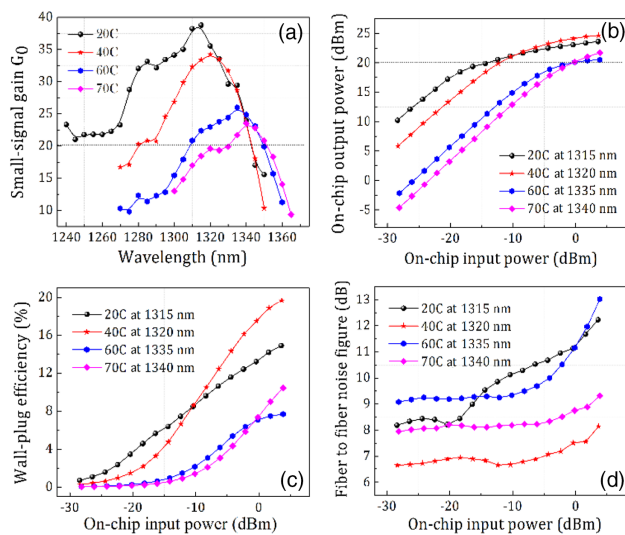 (a)
Small-signal gain G0
40
35
30
25
20
15
10
20C
40C
60C
70C
1240 1260 1280 1300 1320 1340 1360
Wavelength (nm)
(b)
On-chip output power (dBm)
25
20
15
10
5
0
-5
20C at 1315 nm
40C at 1320 nm
60C at 1335 nm
70C at 1340 nm
-30 -20 -10 0
On-chip input power (dBm)
Wall-plug efficiency (%)
20
16
12
8
4
0
20C at 1315 nm
40C at 1320 nm
60C at 1335 nm
70C at 1340 nm
(c)
-30 -20 -10 0
On-chip input power (dBm)
Fiber to fiber noise figure (dB)
13
12
11
10
9
8
7
6
5
20C at 1315 nm
40C at 1320 nm
60C at 1335 nm
70C at 1340 nm
(d)
-30 -20 -10 0
On-chip input power (dBm)